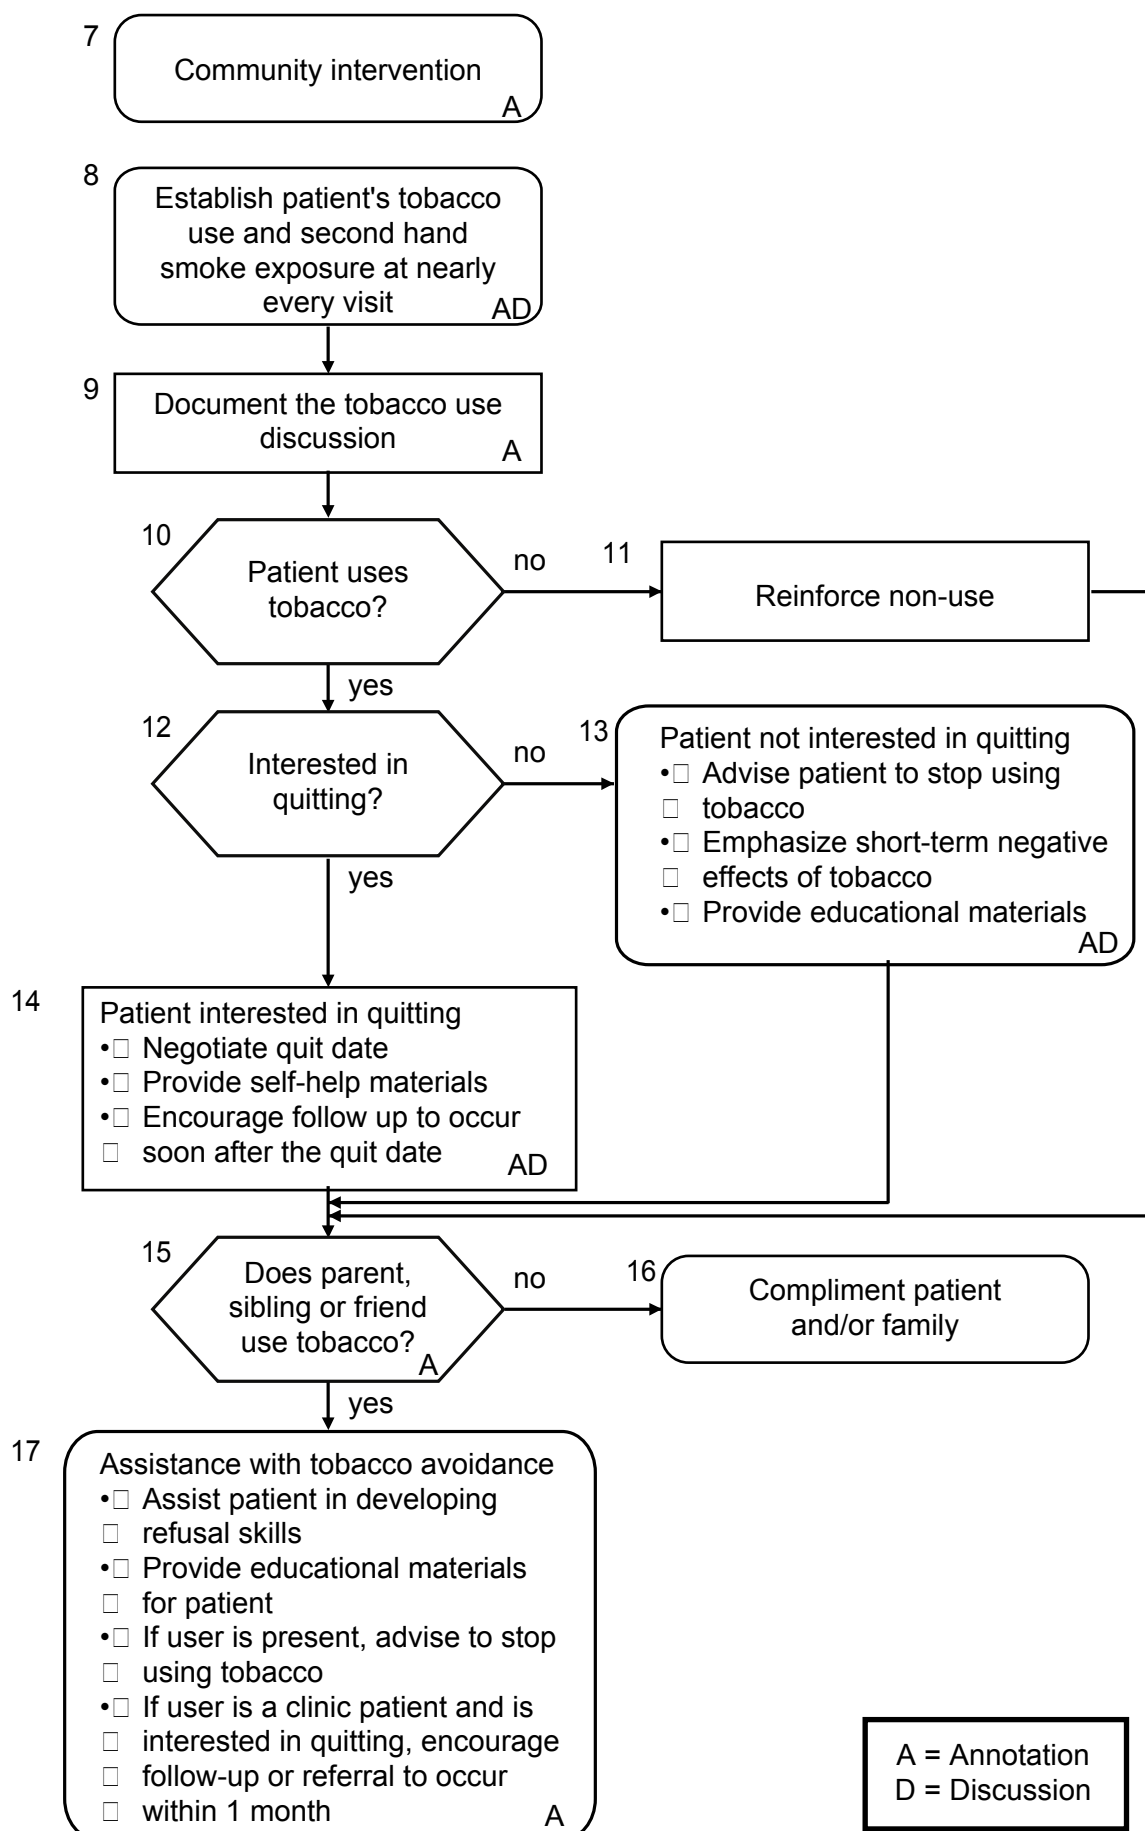 7
Community intervention
A
8
Establish patient's tobacco
use and second hand
smoke exposure at nearly
every visit
AD
9
Document the tobacco use
discussion
A
10
Patient uses
tobacco?
no
11
Reinforce non-use
yes
12
Interested in
quitting?
no
13
Patient not interested in quitting
•□ Advise patient to stop using
□ tobacco
•□ Emphasize short-term negative
□ effects of tobacco
•□ Provide educational materials
AD
yes
14
Patient interested in quitting
•□ Negotiate quit date
•□ Provide self-help materials
•□ Encourage follow up to occur
□ soon after the quit date
AD
15
Does parent,
sibling or friend
use tobacco?
A
no
16
Compliment patient
and/or family
yes
17
Assistance with tobacco avoidance
•□ Assist patient in developing
□ refusal skills
•□ Provide educational materials
□ for patient
•□ If user is present, advise to stop
□ using tobacco
•□ If user is a clinic patient and is
□ interested in quitting, encourage
□ follow-up or referral to occur
□ within 1 month
A
A = Annotation
D = Discussion